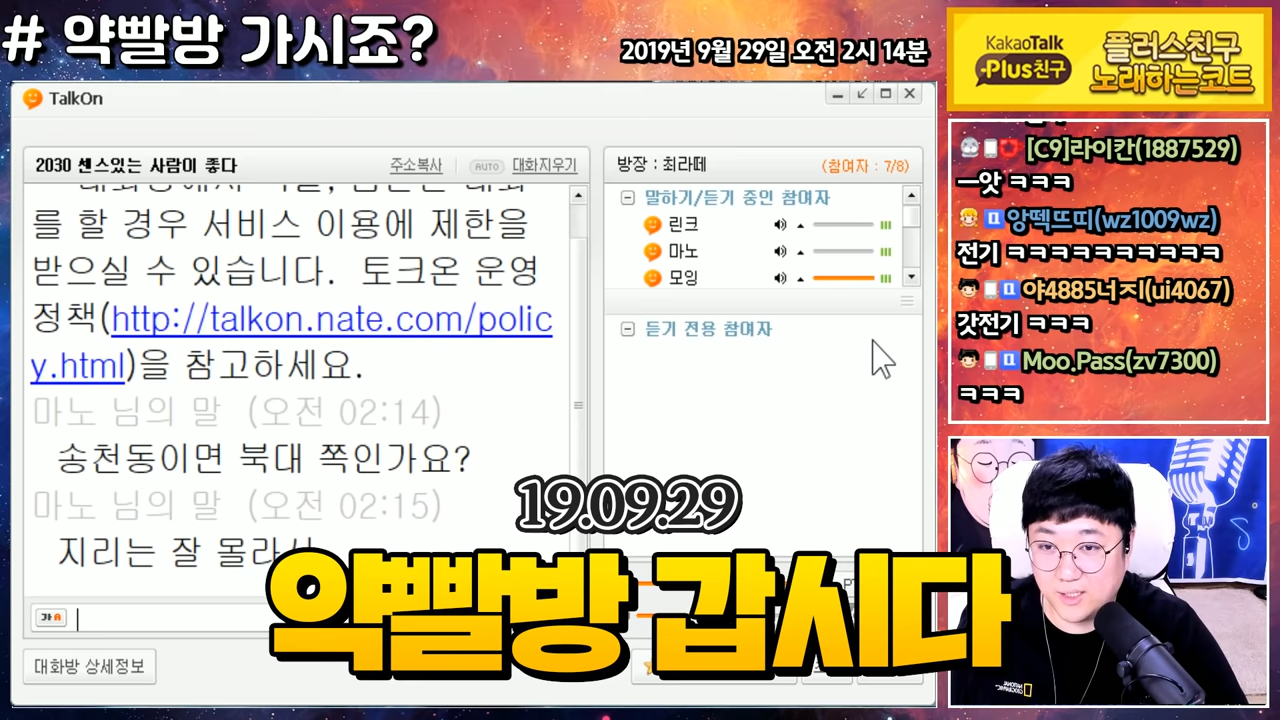 # 약빨방 가시죠?
2019년 9월 29일 오전 2시 14분
KakaoTalk
Plus친구
플러스친구
노래하는코트
TalkOn
2030 센스있는 사람이 좋다
주소복사
AUTO
대화지우기
를 할 경우 서비스 이용에 제한을
받으실 수 있습니다. 토크온 운영
정책(http://talkon.nate.com/polic
y.html)을 참고하세요.
마노 님의 말 (오전 02:14)
송천동이면 북대 쪽인가요?
마노 님의 말 (오전 02:15)
지리는 잘 몰라서
가
대화방 상세정보
방장 : 최라떼
(참여자 : 7/8)
말하기/듣기 중인 참여자
린크
마노
모잉
듣기 전용 참여자
[C9]라이칸(1887529)
ㅡ앗 ㅋㅋㅋ
앙떽뜨띠(wz1009wz)
전기 ㅋㅋㅋㅋㅋㅋㅋㅋㅋㅋ
야4885너ㅈI(ui4067)
갓전기 ㅋㅋㅋ
Moo.Pass(zv7300)
ㅋㅋㅋ
19.09.29
약빨방 갑시다